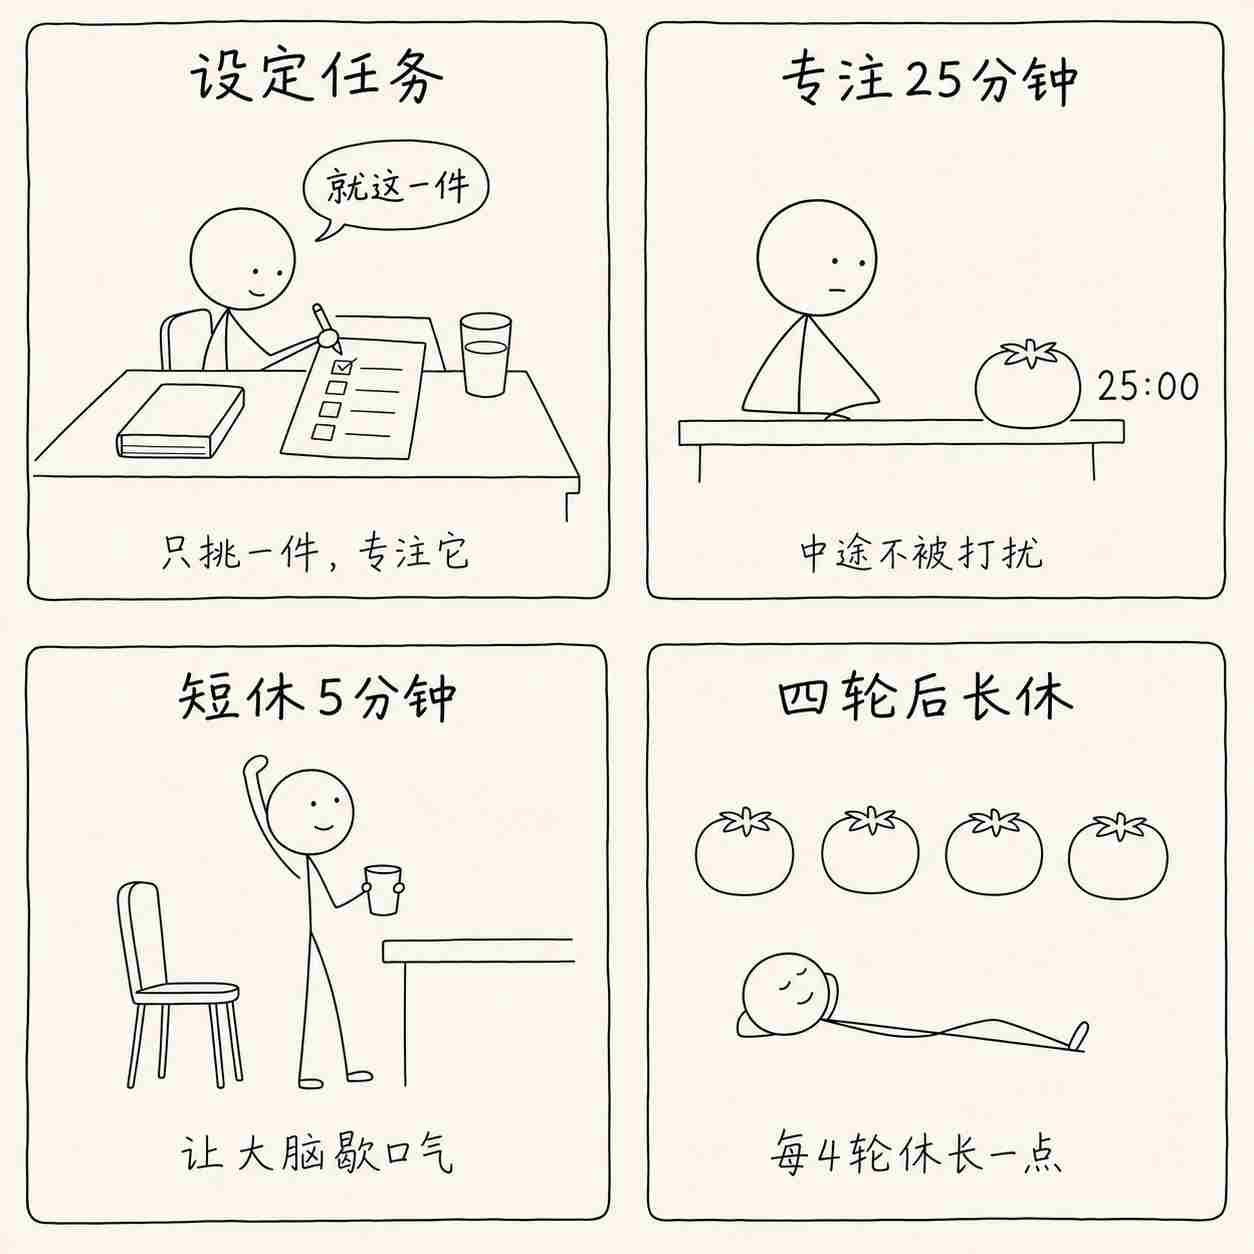 设定任务
就这一件
只挑一件，专注它
专注25分钟
25:00
中途不被打扰
短休5分钟
让大脑歇口气
四轮后长休
每4轮休长一点